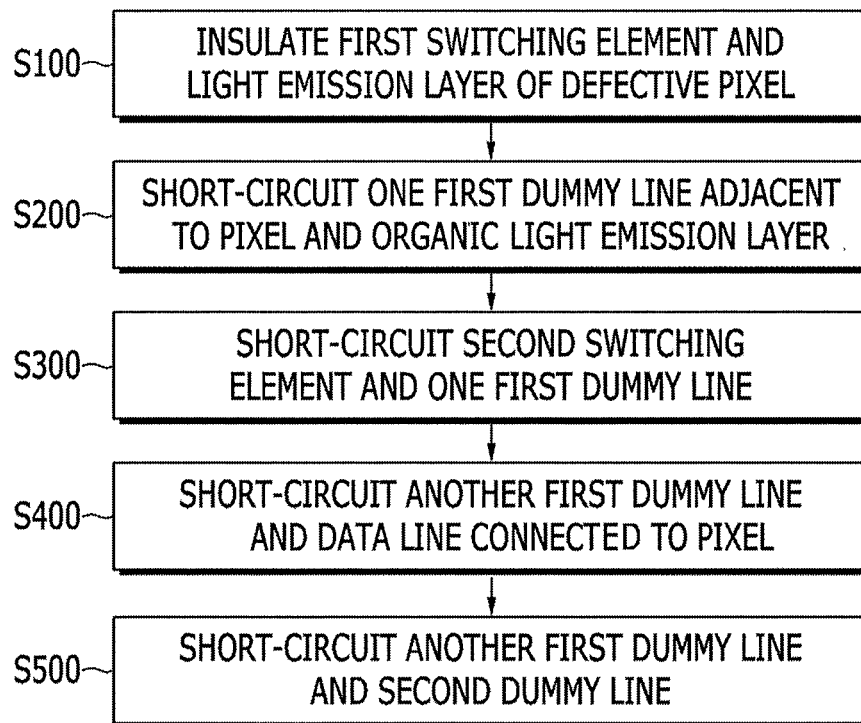 S100
INSULATE FIRST SWITCHING ELEMENT AND
LIGHT EMISSION LAYER OF DEFECTIVE PIXEL
S200
SHORT-CIRCUIT ONE FIRST DUMMY LINE ADJACENT
TO PIXEL AND ORGANIC LIGHT EMISSION LAYER
S300
SHORT-CIRCUIT SECOND SWITCHING
ELEMENT AND ONE FIRST DUMMY LINE
S400
SHORT-CIRCUIT ANOTHER FIRST DUMMY LINE
AND DATA LINE CONNECTED TO PIXEL
S500
SHORT-CIRCUIT ANOTHER FIRST DUMMY LINE
AND SECOND DUMMY LINE